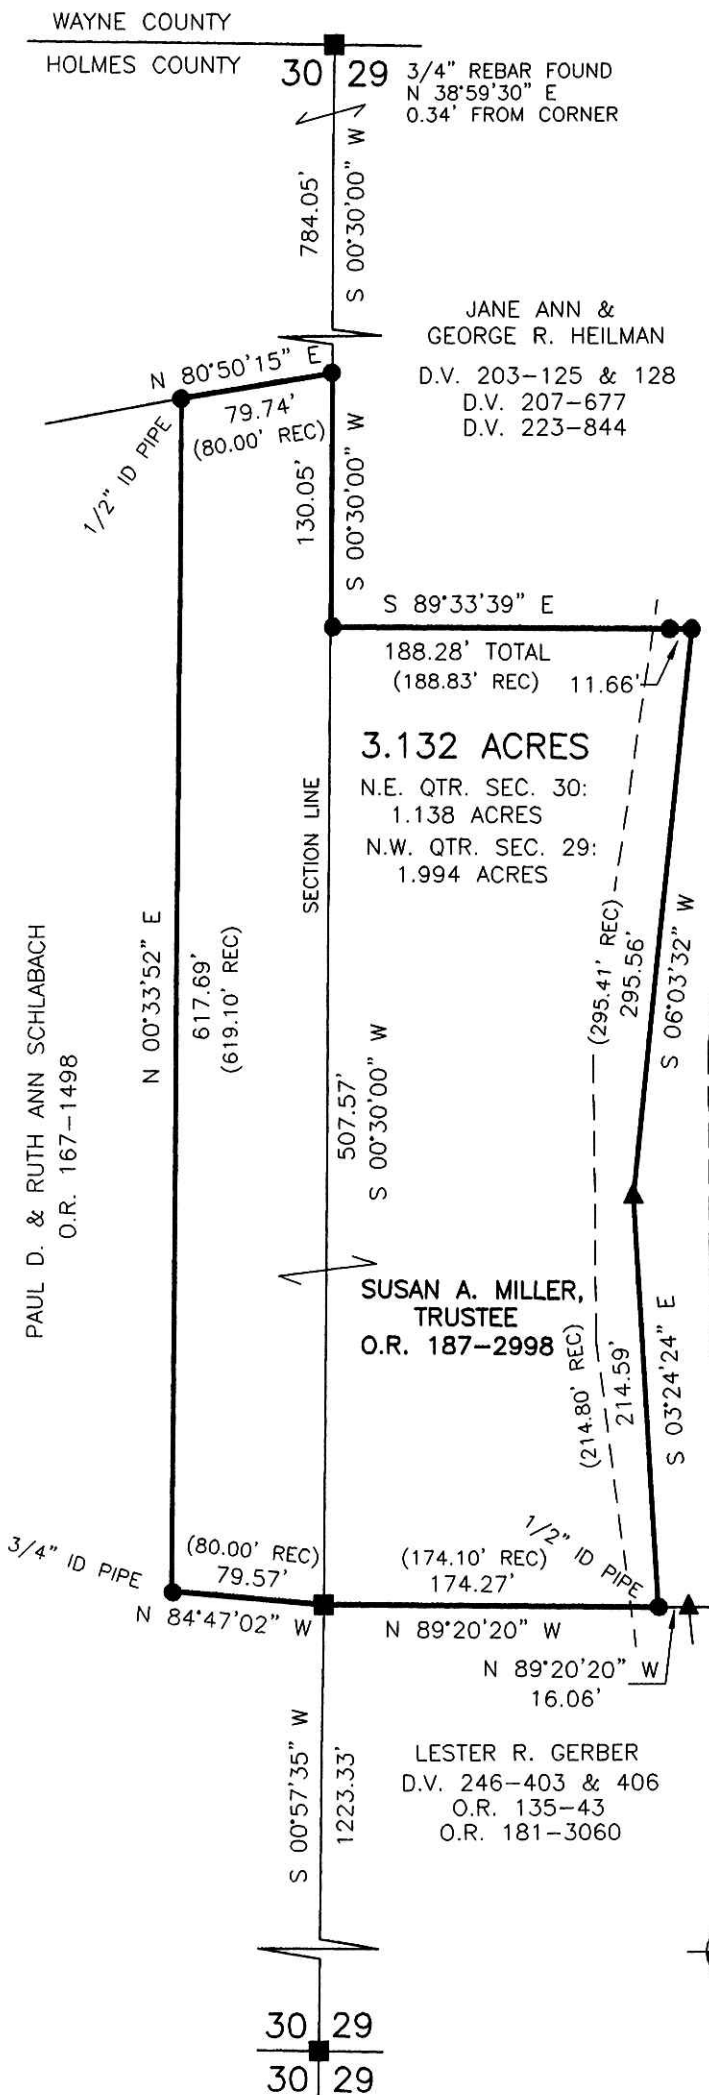 WAYNE COUNTY
HOLMES COUNTY
30 29
3/4" REBAR FOUND
N 38°59'30" E
0.34' FROM CORNER
784.05'
S 00°30'00" W
JANE ANN &
GEORGE R. HEILMAN
D.V. 203-125 & 128
D.V. 207-677
D.V. 223-844
N 80°50'15" E
79.74'
(80.00' REC)
1/2" ID PIPE
130.05'
S 00°30'00" W
S 89°33'39" E
188.28' TOTAL
(188.83' REC)
11.66'
3.132 ACRES
N.E. QTR. SEC. 30:
1.138 ACRES
N.W. QTR. SEC. 29:
1.994 ACRES
SECTION LINE
PAUL D. & RUTH ANN SCHLABACH
O.R. 167-1498
N 00°33'52" E
617.69'
(619.10' REC)
507.57'
S 00°30'00" W
(295.41' REC)
295.56'
S 06°03'32" W
SUSAN A. MILLER,
TRUSTEE
O.R. 187-2998
(214.80' REC)
214.59'
S 03°24'24" E
3/4" ID PIPE
(80.00' REC)
79.57'
N 84°47'02" W
(174.10' REC)
174.27'
1/2" ID PIPE
N 89°20'20" W
N 89°20'20" W
16.06'
S 00°57'35" W
1223.33'
LESTER R. GERBER
D.V. 246-403 & 406
O.R. 135-43
O.R. 181-3060
30 29
30 29